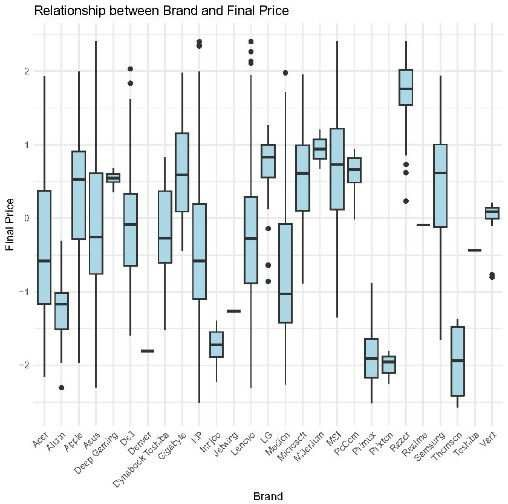 Relationship between Brand and Final Price
Final Price
2
1
0
−1
−2
Acer
Alurin
Apple
Asus
Deep Gaming
Dell
Denver
Dynabook Toshiba
Gigabyte
HP
Innjoo
Jetwing
Lenovo
LG
Medion
Microsoft
Millenium
MSI
PcCom
Primux
Prixton
Razer
Realme
Samsung
Thomson
Toshiba
Vant
Brand